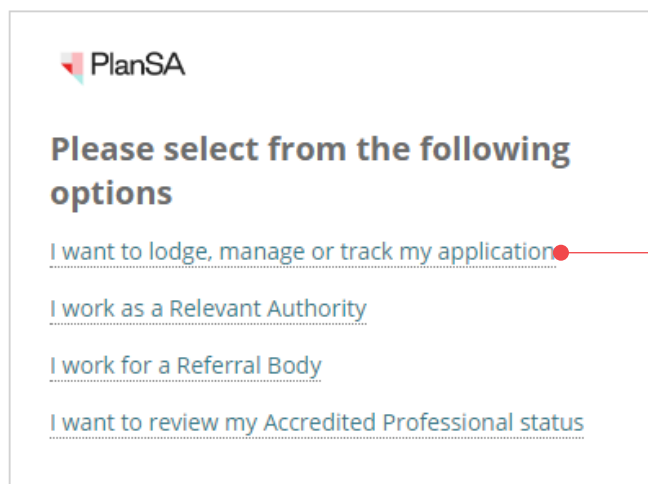 PlanSA
Please select from the following
options
I want to lodge, manage or track my application
I work as a Relevant Authority
I work for a Referral Body
I want to review my Accredited Professional status